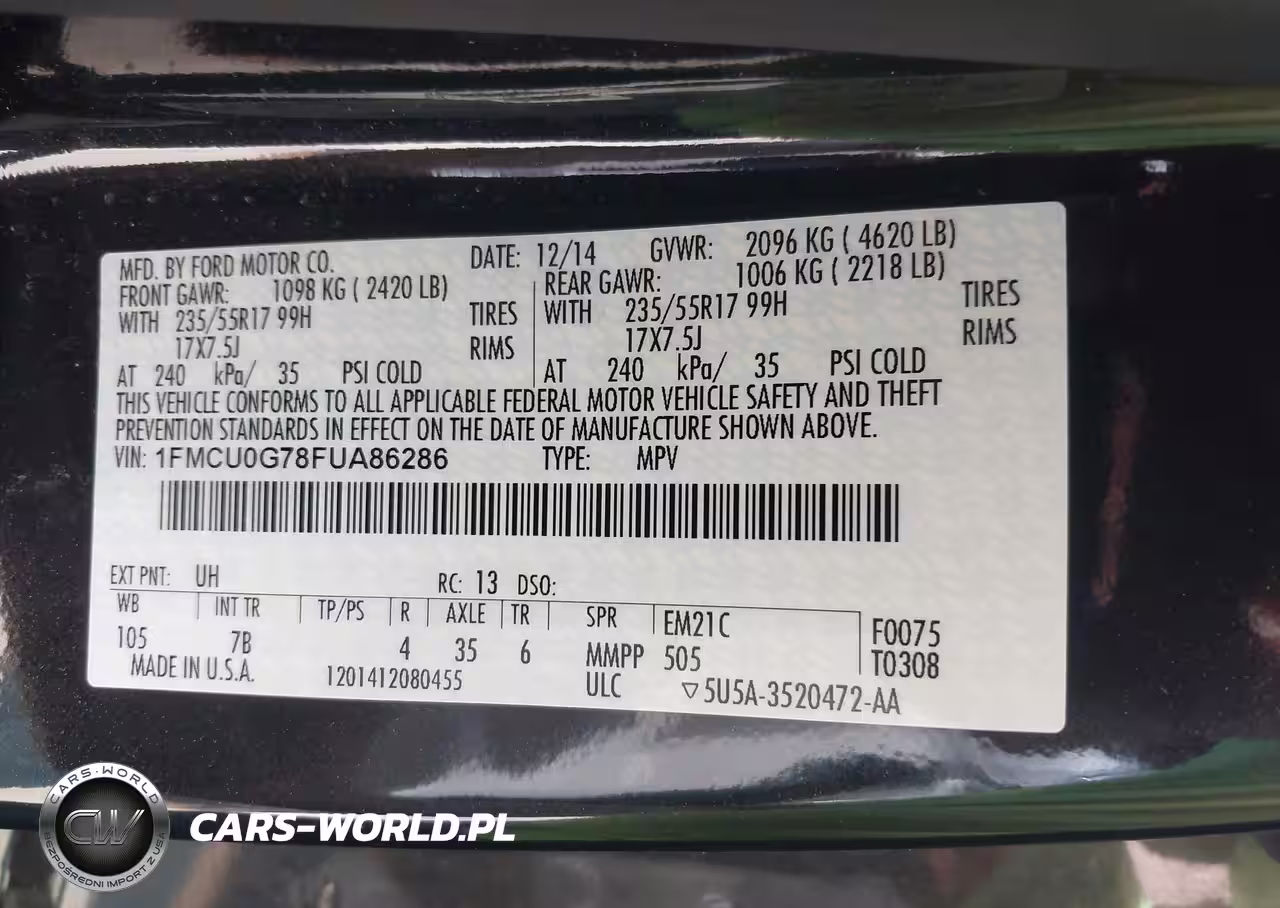 MFD. BY FORD MOTOR CO. DATE: 12/14 GVWR: 2096 KG ( 4620 LB)
FRONT GAWR: 1098 KG ( 2420 LB) REAR GAWR: 1006 KG ( 2218 LB)
WITH 235/55R17 99H TIRES WITH 235/55R17 99H TIRES
17X7.5J RIMS 17X7.5J RIMS
AT 240 kPa/ 35 PSI COLD AT 240 kPa/ 35 PSI COLD
THIS VEHICLE CONFORMS TO ALL APPLICABLE FEDERAL MOTOR VEHICLE SAFETY AND THEFT
PREVENTION STANDARDS IN EFFECT ON THE DATE OF MANUFACTURE SHOWN ABOVE.
VIN: 1FMCU0G78FUA86286 TYPE: MPV
EXT PNT: UH RC: 13 DSO:
WB INT TR TP/PS R AXLE TR SPR EM21C F0075
105 7B 4 35 6 MMPP 505 T0308
MADE IN U.S.A. 1201412080455 ULC ▽5U5A-3520472-AA
CARS-WORLD
CW
BEZPOŚREDNI IMPORT Z USA
CARS-WORLD.PL